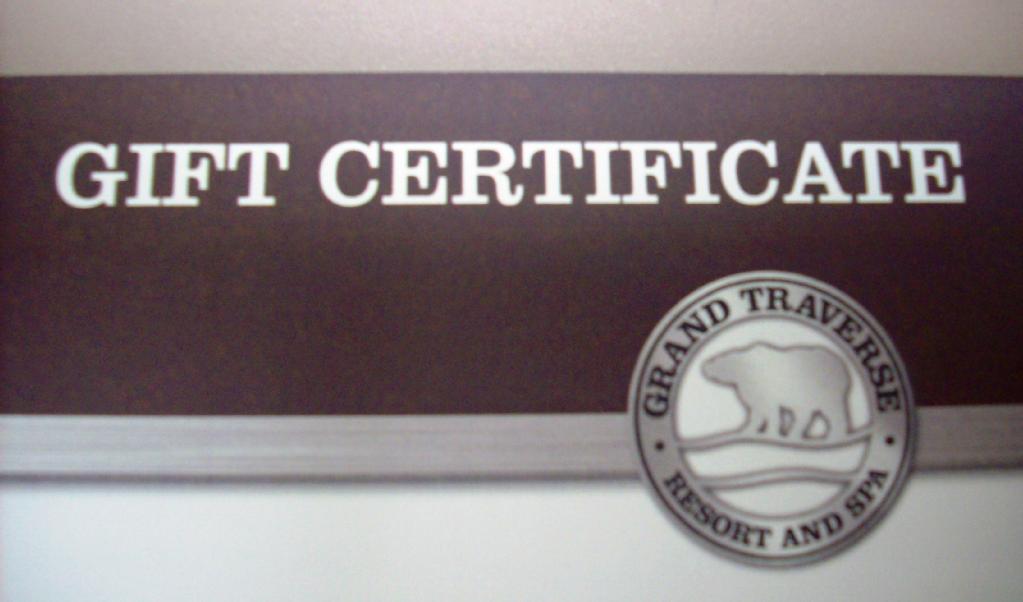 GIFT CERTIFICATE
GRAND TRAVERSE
RESORT AND SPA